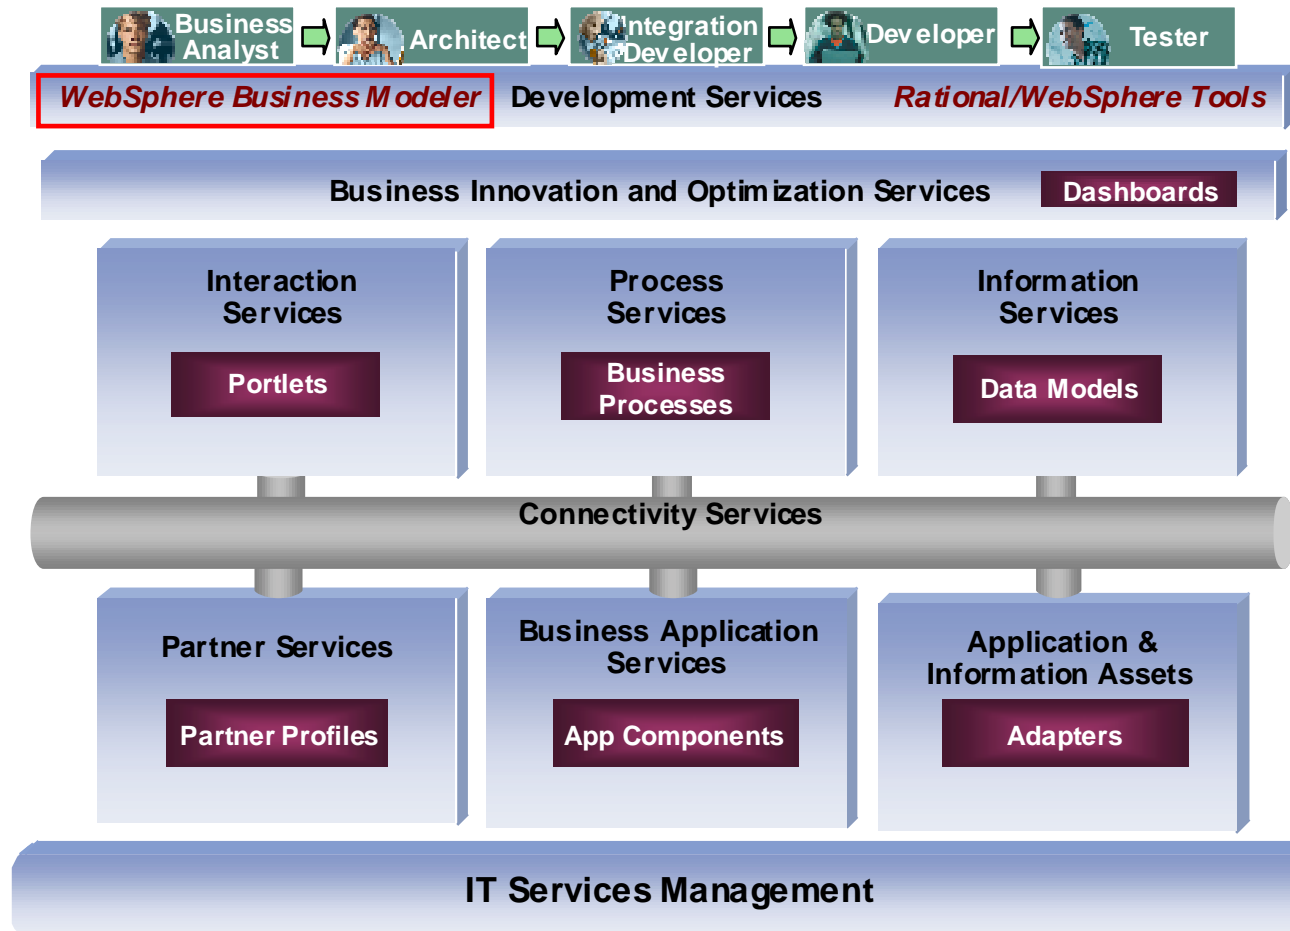 Business
Analyst
Architect
Integration
Developer
Developer
Tester
WebSphere Business Modeler
Development Services
Rational/WebSphere Tools
Business Innovation and Optimization Services
Dashboards
Interaction
Services
Portlets
Process
Services
Business
Processes
Information
Services
Data Models
Connectivity Services
Partner Services
Partner Profiles
Business Application
Services
App Components
Application &
Information Assets
Adapters
IT Services Management